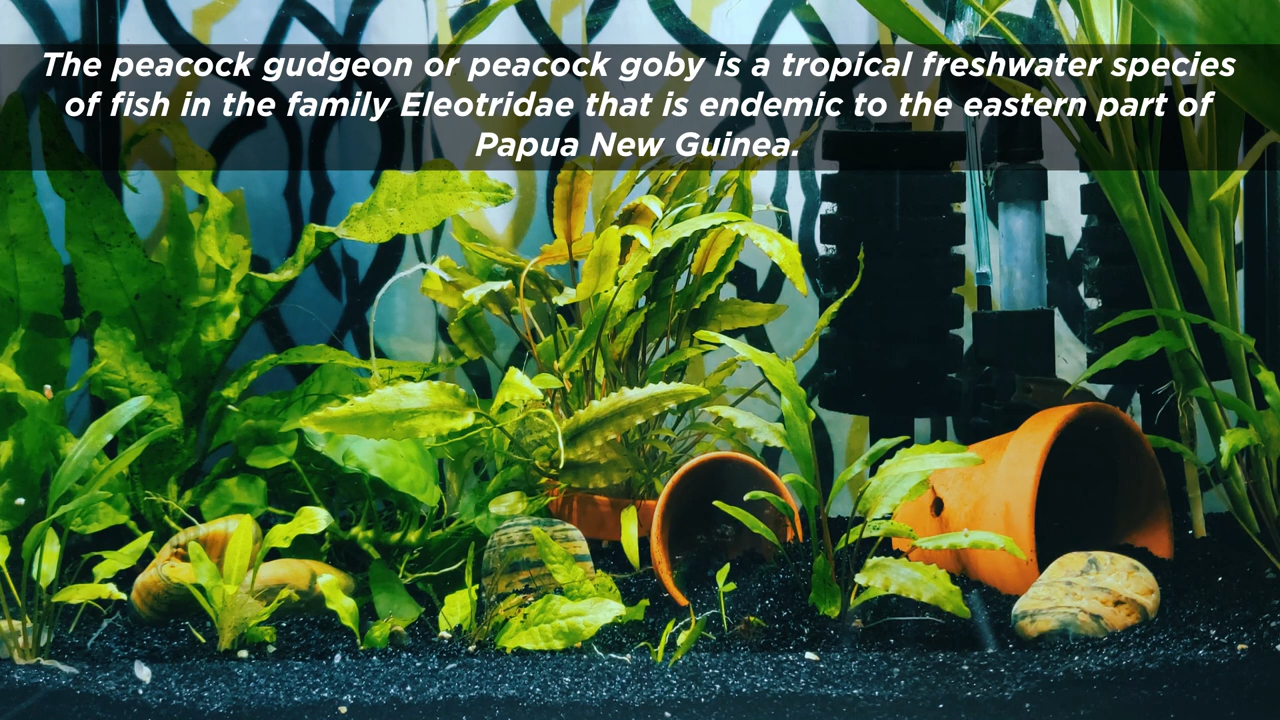 The peacock gudgeon or peacock goby is a tropical freshwater species
of fish in the family Eleotridae that is endemic to the eastern part of
Papua New Guinea.